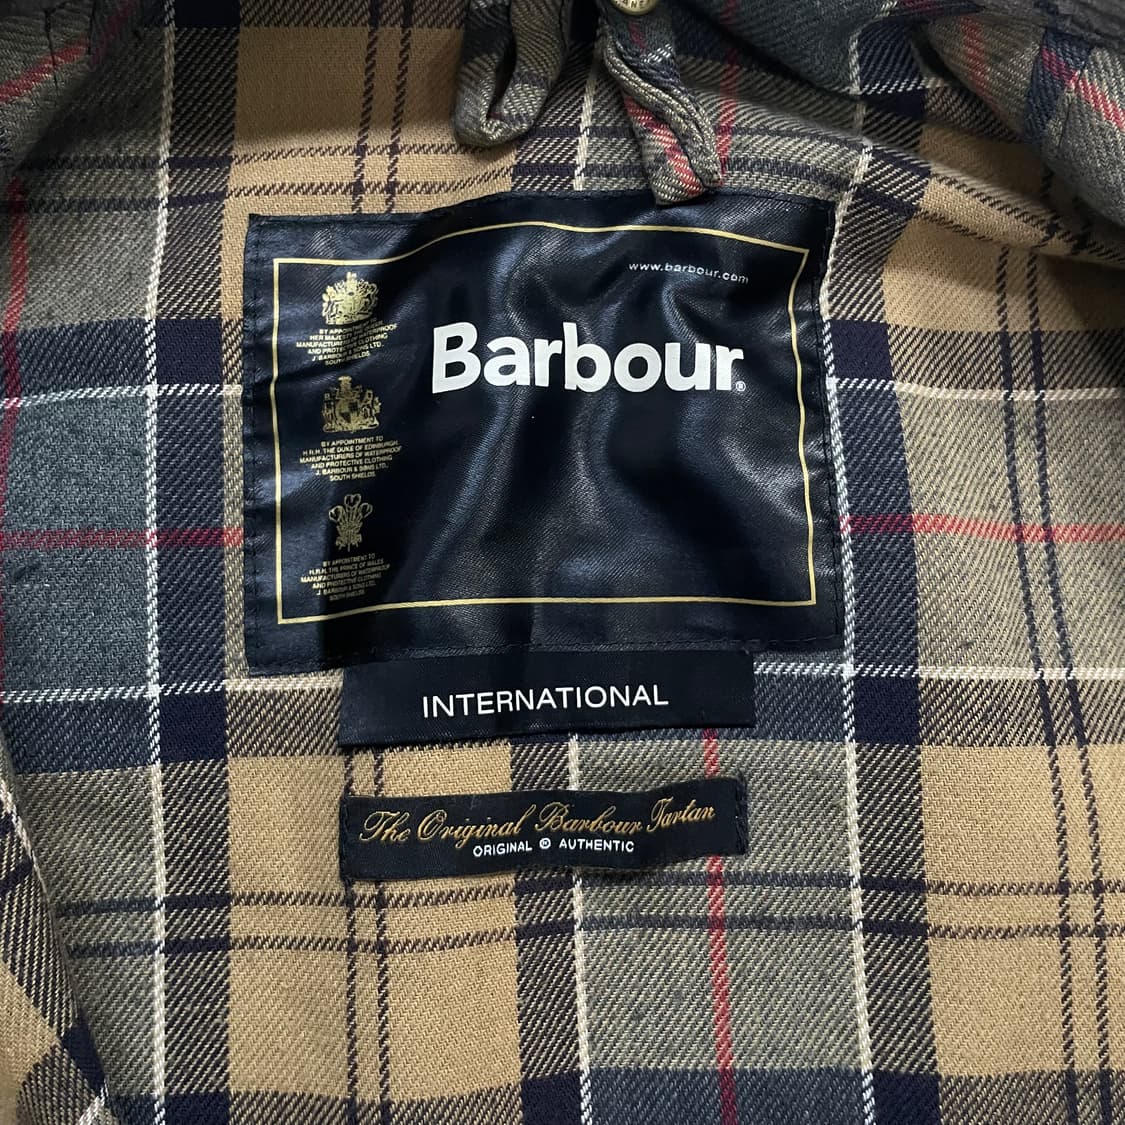 www.barbour.com
Barbour®
BY APPOINTMENT TO
HER MAJESTY
MANUFACTURERS OF
AND PROTECTIVE CLOTHING
J. BARBOUR & SONS LTD.
SOUTH SHIELDS.
BY APPOINTMENT TO
H.R.H. THE DUKE OF EDINBURGH
MANUFACTURERS OF WATERPROOF
AND PROTECTIVE CLOTHING
J. BARBOUR & SONS LTD.
SOUTH SHIELDS.
BY APPOINTMENT TO
H.R.H. THE PRINCE OF WALES
MANUFACTURERS OF WATERPROOF
AND PROTECTIVE CLOTHING
J. BARBOUR & SONS LTD.
SOUTH SHIELDS.
INTERNATIONAL
The Original Barbour Tartan
ORIGINAL ® AUTHENTIC